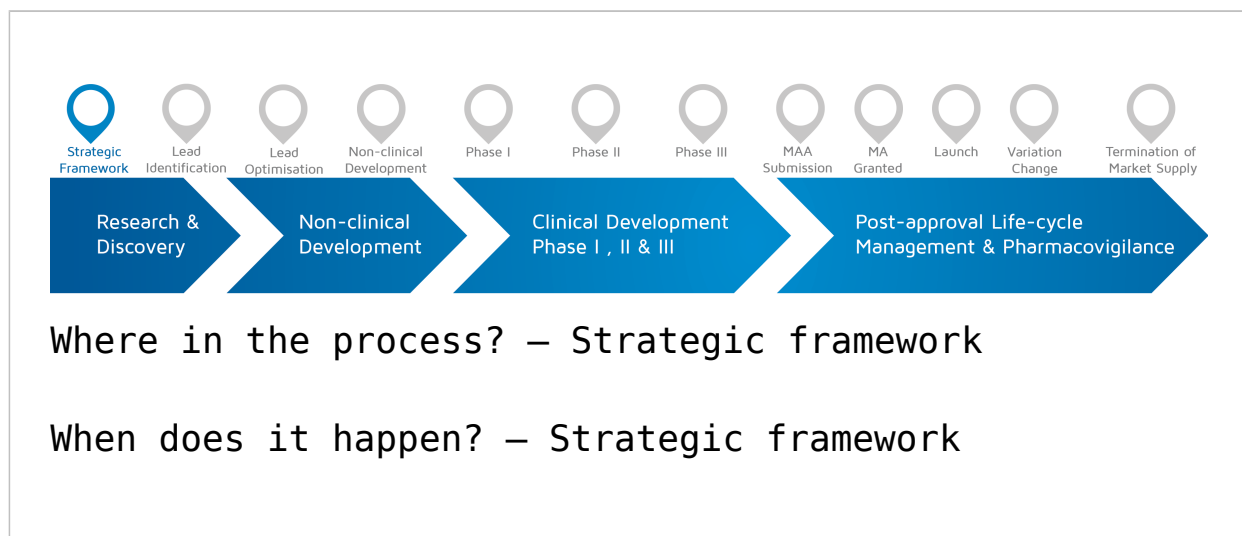 Strategic
Framework
Lead
Identification
Lead
Optimisation
Non-clinical
Development
Phase I
Phase II
Phase III
MAA
Submission
MA
Granted
Launch
Variation
Change
Termination of
Market Supply
Research &
Discovery
Non-clinical
Development
Clinical Development
Phase I , II & III
Post-approval Life-cycle
Management & Pharmacovigilance
Where in the process? – Strategic framework
When does it happen? – Strategic framework